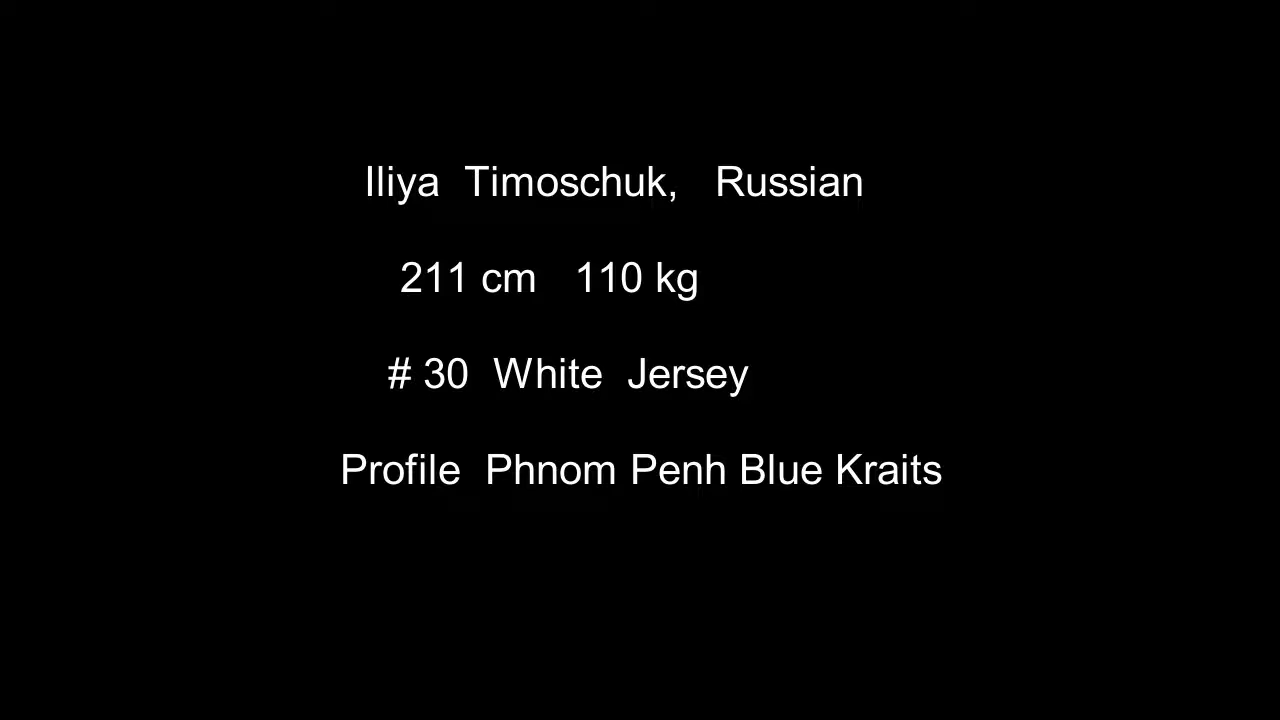 Iliya Timoschuk, Russian
211 cm 110 kg
# 30 White Jersey
Profile Phnom Penh Blue Kraits